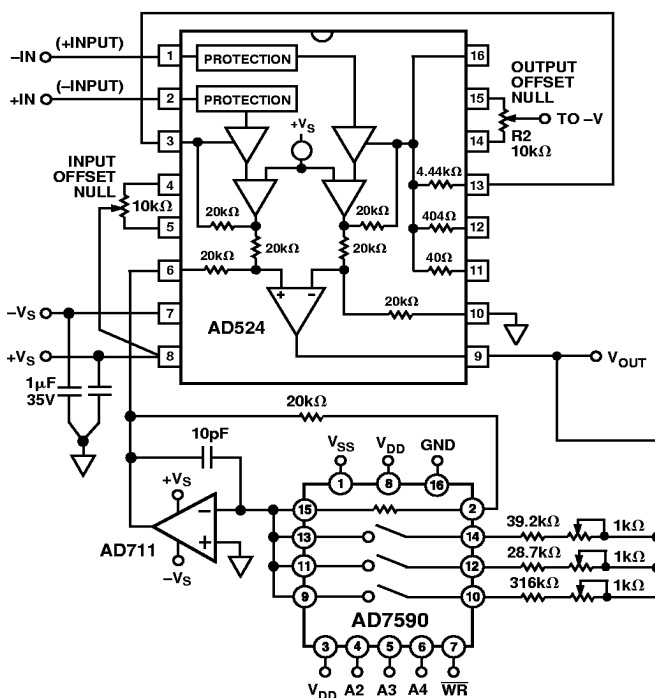 –IN (+INPUT)
+IN (–INPUT)
1 PROTECTION 16
2 PROTECTION 15
OUTPUT
OFFSET
NULL
TO –V
R2
10kΩ
3 +VS 14
INPUT
OFFSET
NULL
10kΩ
4 4.44kΩ 13
5 20kΩ 20kΩ 404Ω 12
6 20kΩ 20kΩ 20kΩ 40Ω 11
–VS 7 + – 20kΩ 10
AD524
+VS 8 9 VOUT
1µF
35V
20kΩ
10pF
VSS VDD GND
1 8 16
+VS
–
+
AD711
–VS
15 2
13 14 39.2kΩ 1kΩ
11 12 28.7kΩ 1kΩ
9 10 316kΩ 1kΩ
AD7590
3 4 5 6 7
VDD A2 A3 A4 WR